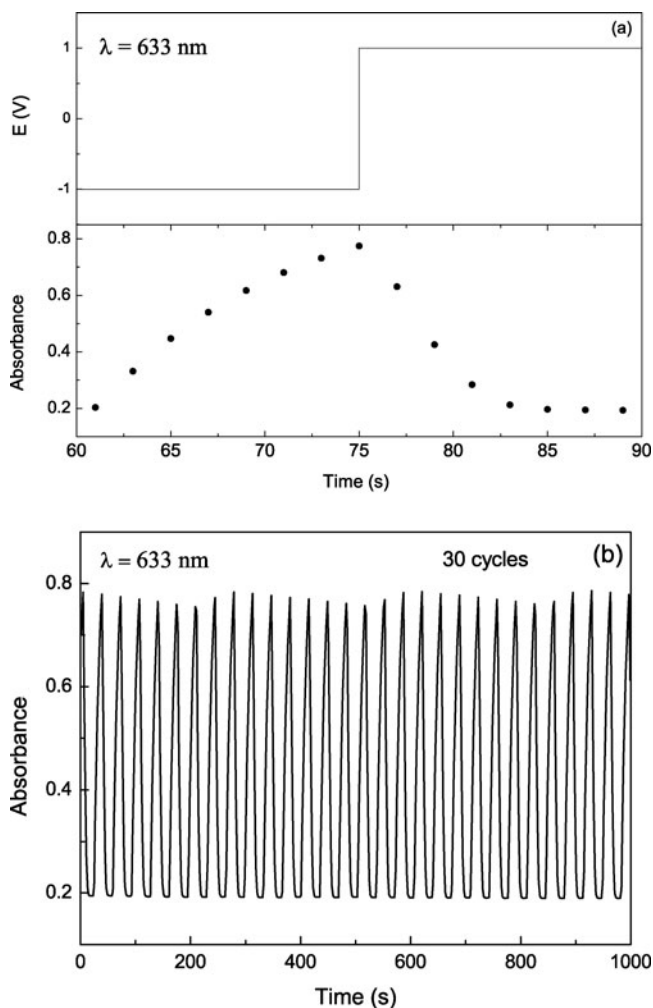 (a)
λ = 633 nm
E (V)
1
0
-1
Absorbance
0.8
0.6
0.4
0.2
60 65 70 75 80 85 90
Time (s)
λ = 633 nm 30 cycles (b)
Absorbance
0.8
0.6
0.4
0.2
0 200 400 600 800 1000
Time (s)